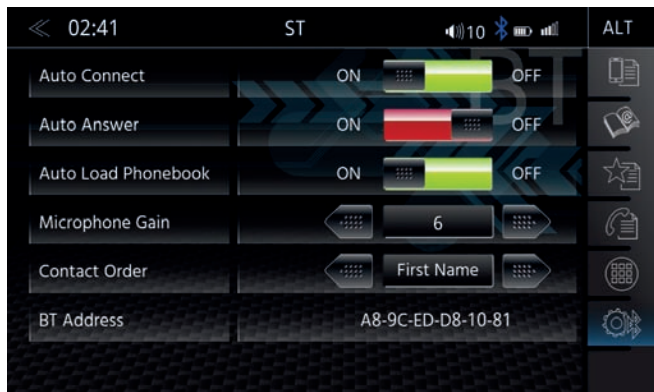 02:41 ST 10 ALT
Auto Connect ON OFF
Auto Answer ON OFF
Auto Load Phonebook ON OFF
Microphone Gain 6
Contact Order First Name
BT Address A8-9C-ED-D8-10-81
BT